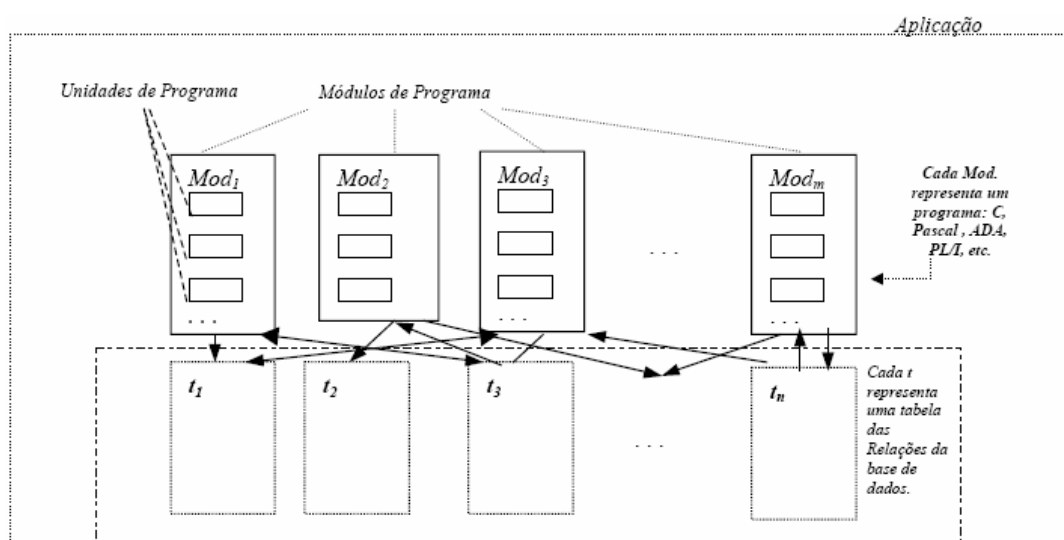 Aplicação
Unidades de Programa
Módulos de Programa
Mod1
Mod2
Mod3
Modm
Cada Mod.
representa um
programa: C,
Pascal , ADA,
PL/I, etc.
. . .
. . .
. . .
. . .
t1
t2
t3
tn
. . .
Cada t
representa
uma tabela
das
Relações da
base de
dados.